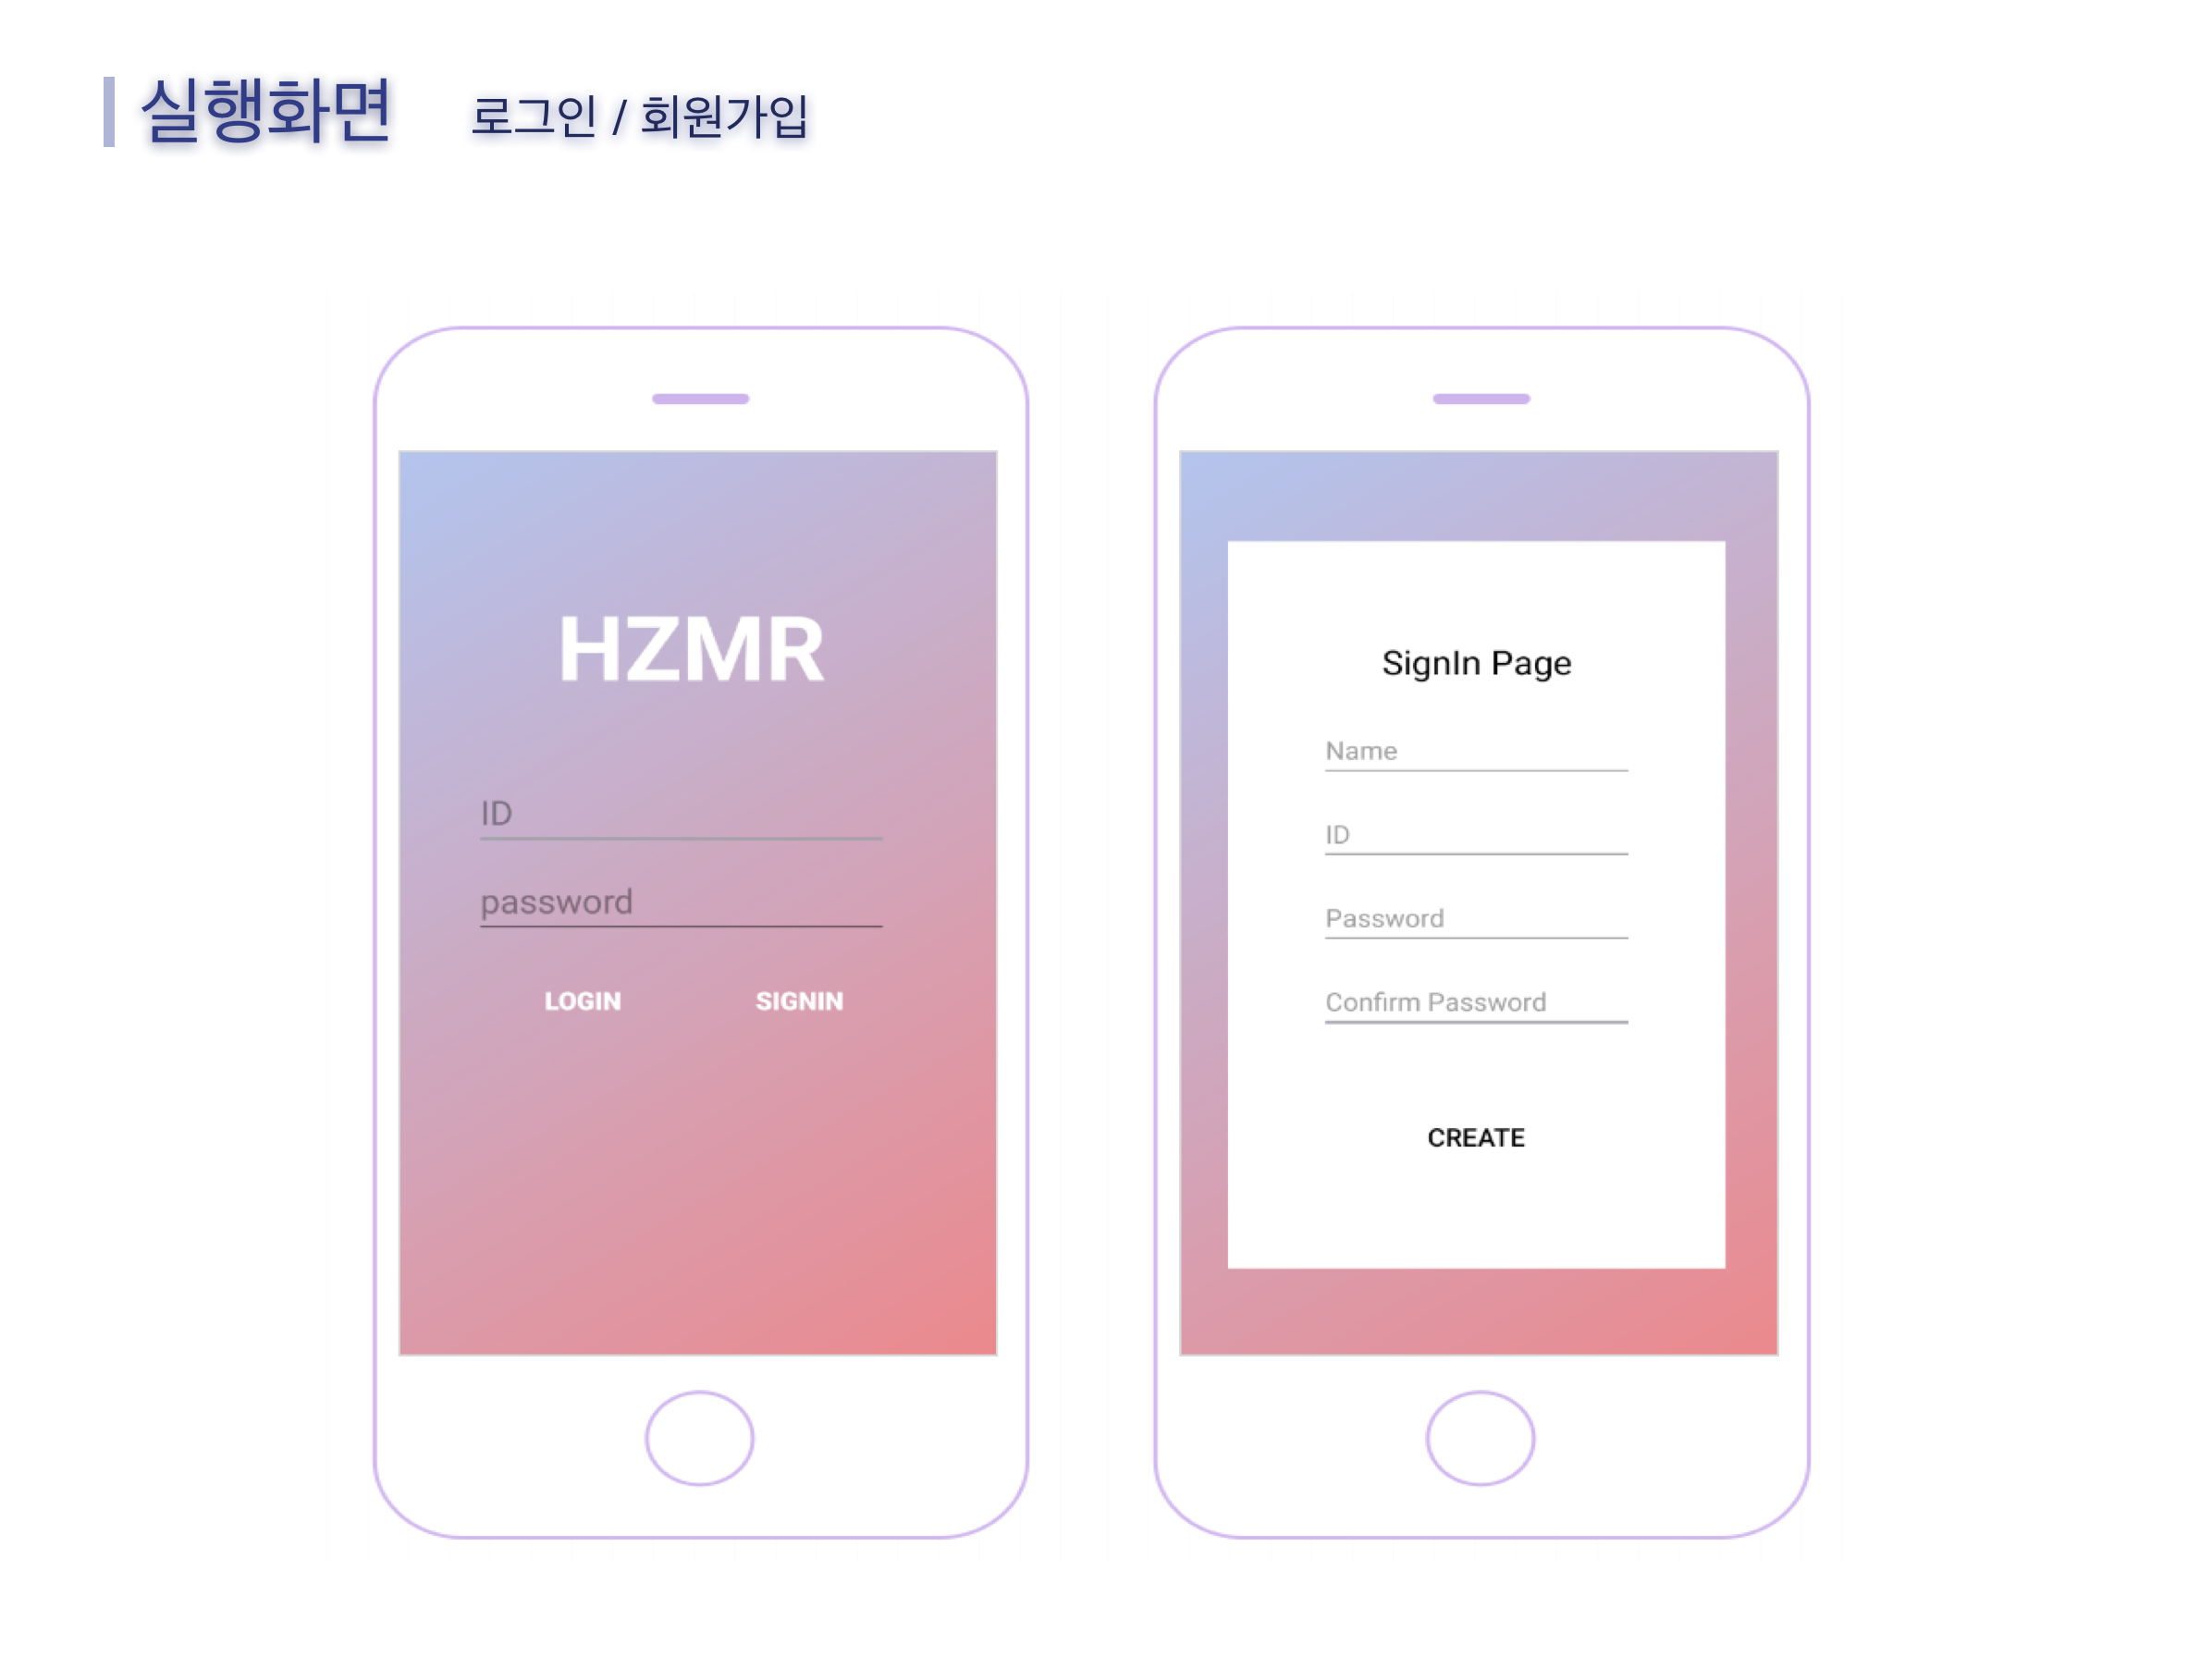 실행화면 로그인 / 회원가입
HZMR
ID
password
LOGIN SIGNIN
SignIn Page
Name
ID
Password
Confirm Password
CREATE